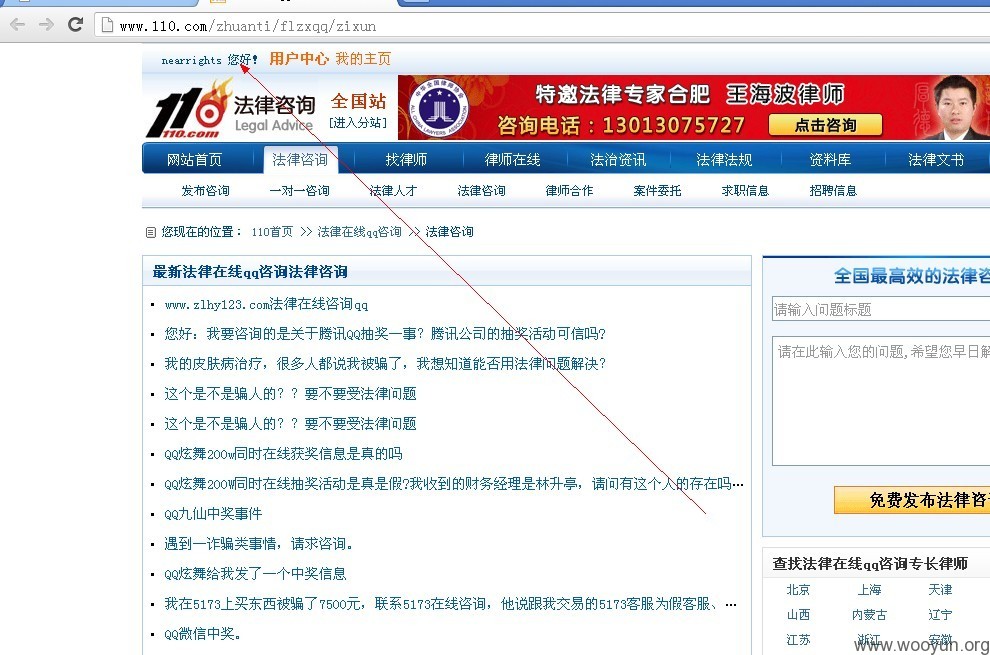 www.110.com/zhuanti/flzxqq/zixun
nearrights 您好! 用户中心 我的主页
110 110.com 法律咨询 Legal Advice 全国站 [进入分站]
中华全国律师协会 ALL CHINA LAWYERS ASSOCIATION
特邀法律专家合肥 王海波律师
咨询电话：13013075727 点击咨询
网站首页 法律咨询 找律师 律师在线 法治资讯 法律法规 资料库 法律文书
发布咨询 一对一咨询 法律人才 法律咨询 律师合作 案件委托 求职信息 招聘信息
您现在的位置： 110首页 >> 法律在线qq咨询 >> 法律咨询
最新法律在线qq咨询法律咨询
www.zlhy123.com法律在线咨询qq
您好：我要咨询的是关于腾讯QQ抽奖一事？腾讯公司的抽奖活动可信吗？
我的皮肤病治疗，很多人都说我被骗了，我想知道能否用法律问题解决？
这个是不是骗人的？？要不要受法律问题
这个是不是骗人的？？要不要受法律问题
QQ炫舞200w同时在线获奖信息是真的吗
QQ炫舞200W同时在线抽奖活动是真是假?我收到的财务经理是林升亭，请问有这个人的存在吗…
QQ九仙中奖事件
遇到一诈骗类事情，请求咨询。
QQ炫舞给我发了一个中奖信息
我在5173上买东西被骗了7500元，联系5173在线咨询，他说跟我交易的5173客服为假客服、…
QQ微信中奖。
全国最高效的法律咨
请输入问题标题
请在此输入您的问题,希望您早日解
免费发布法律咨
查找法律在线qq咨询专长律师
北京 上海 天津
山西 内蒙古 辽宁
江苏 浙江 安徽
www.wooyun.org